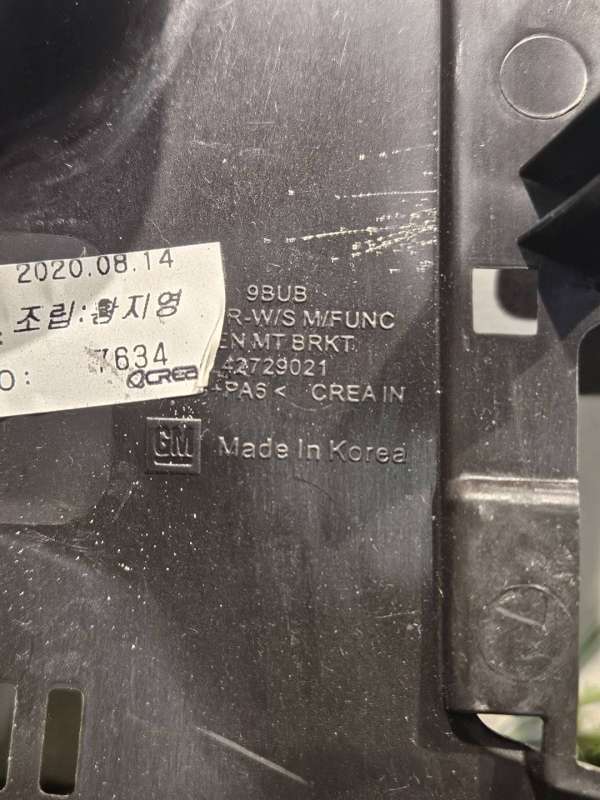 2020.08.14
조립:황지영
7634
O:
CREA
9BUB
R-W/S M/FUNC
EN MT BRKT
42729021
PA6< CREA IN
GM
Made In Korea